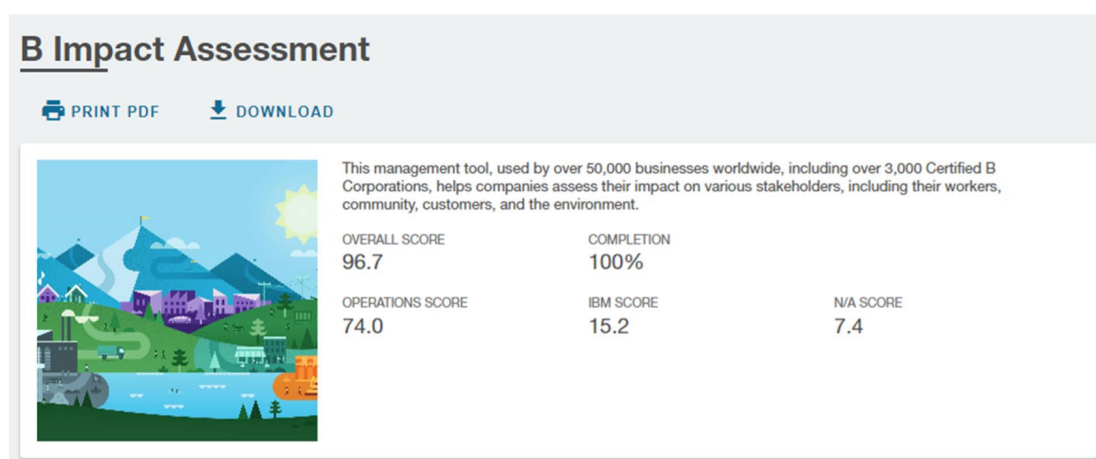 B Impact Assessment
PRINT PDF DOWNLOAD
This management tool, used by over 50,000 businesses worldwide, including over 3,000 Certified B
Corporations, helps companies assess their impact on various stakeholders, including their workers,
community, customers, and the environment.
OVERALL SCORE COMPLETION
96.7 100%
OPERATIONS SCORE IBM SCORE N/A SCORE
74.0 15.2 7.4